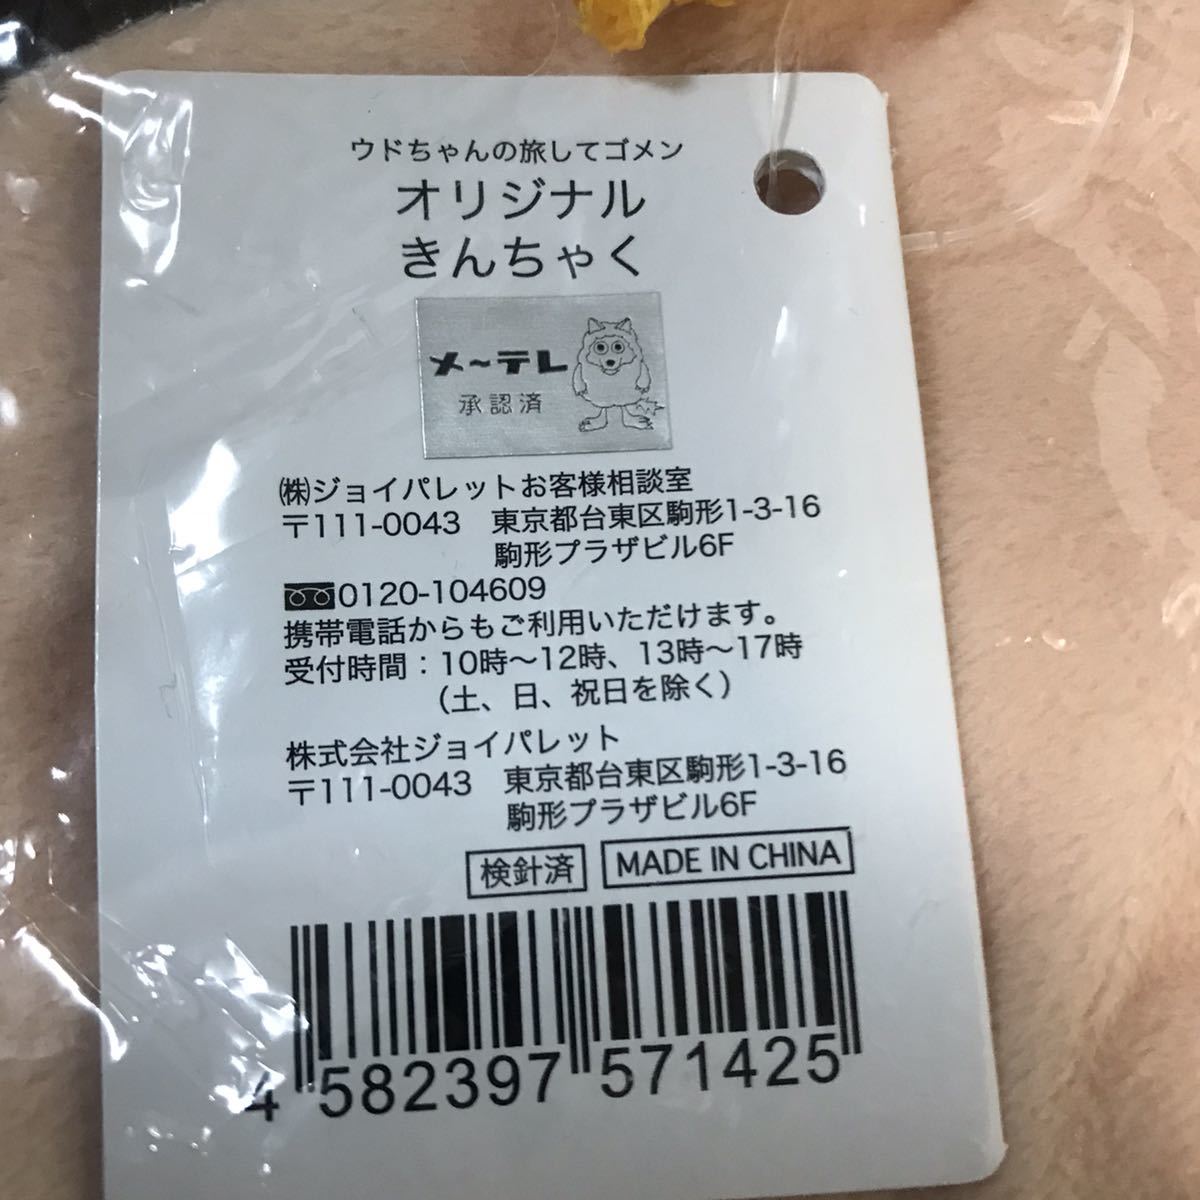 ウドちゃんの旅してゴメン
オリジナル
きんちゃく
メ〜テレ
承認済
㈱ジョイパレットお客様相談室
〒111-0043　東京都台東区駒形1-3-16
駒形プラザビル6F
0120-104609
携帯電話からもご利用いただけます。
受付時間：10時〜12時、13時〜17時
（土、日、祝日を除く）
株式会社ジョイパレット
〒111-0043　東京都台東区駒形1-3-16
駒形プラザビル6F
検針済 MADE IN CHINA
4 582397 571425